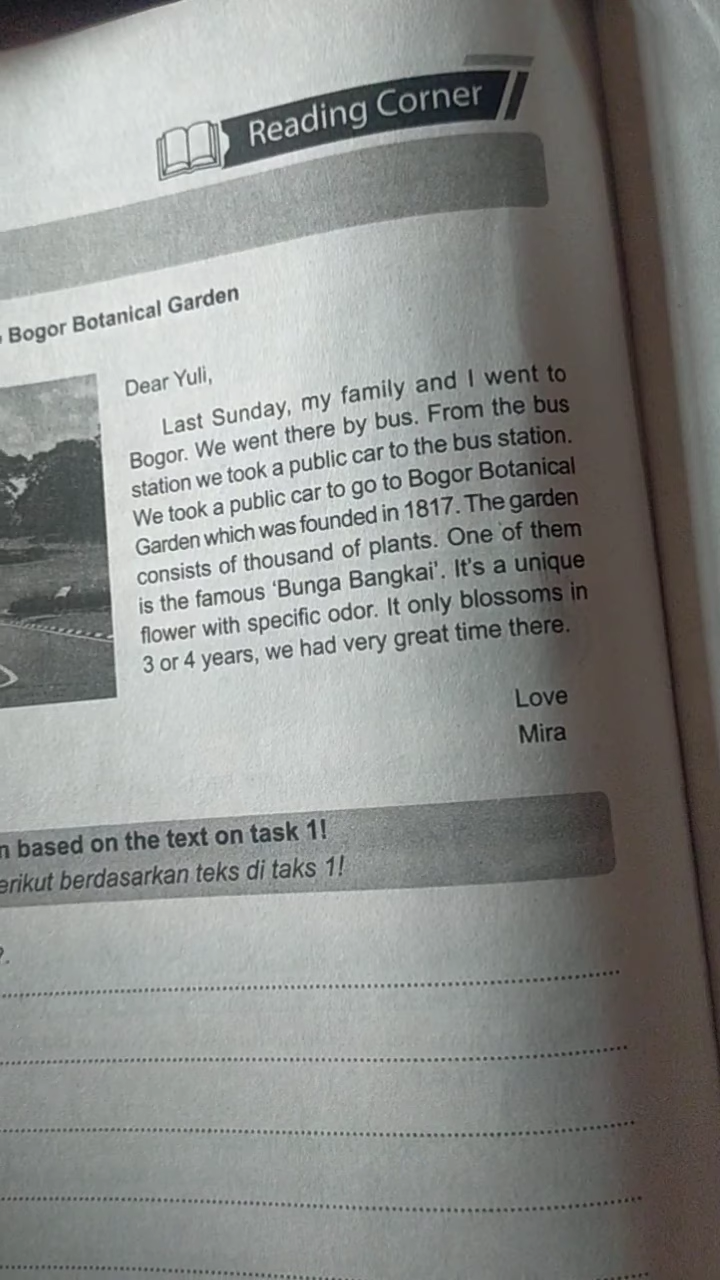 Reading Corner
Bogor Botanical Garden
Dear Yuli,
Last Sunday, my family and I went to
Bogor. We went there by bus. From the bus
station we took a public car to the bus station.
We took a public car to go to Bogor Botanical
Garden which was founded in 1817. The garden
consists of thousand of plants. One of them
is the famous ‘Bunga Bangkai’. It's a unique
flower with specific odor. It only blossoms in
3 or 4 years, we had very great time there.
Love
Mira
based on the text on task 1!
berdasarkan teks di taks 1!